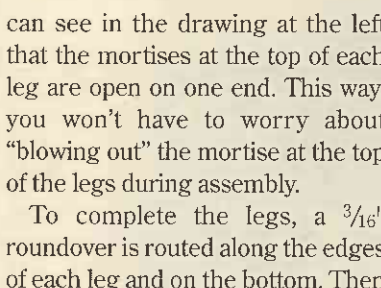 can see in the drawing at the left
that the mortises at the top of each
leg are open on one end. This way
you won't have to worry about
“blowing out” the mortise at the top
of the legs during assembly.
To complete the legs, a 3/16"
roundover is routed along the edges
of each leg and on the bottom. Then